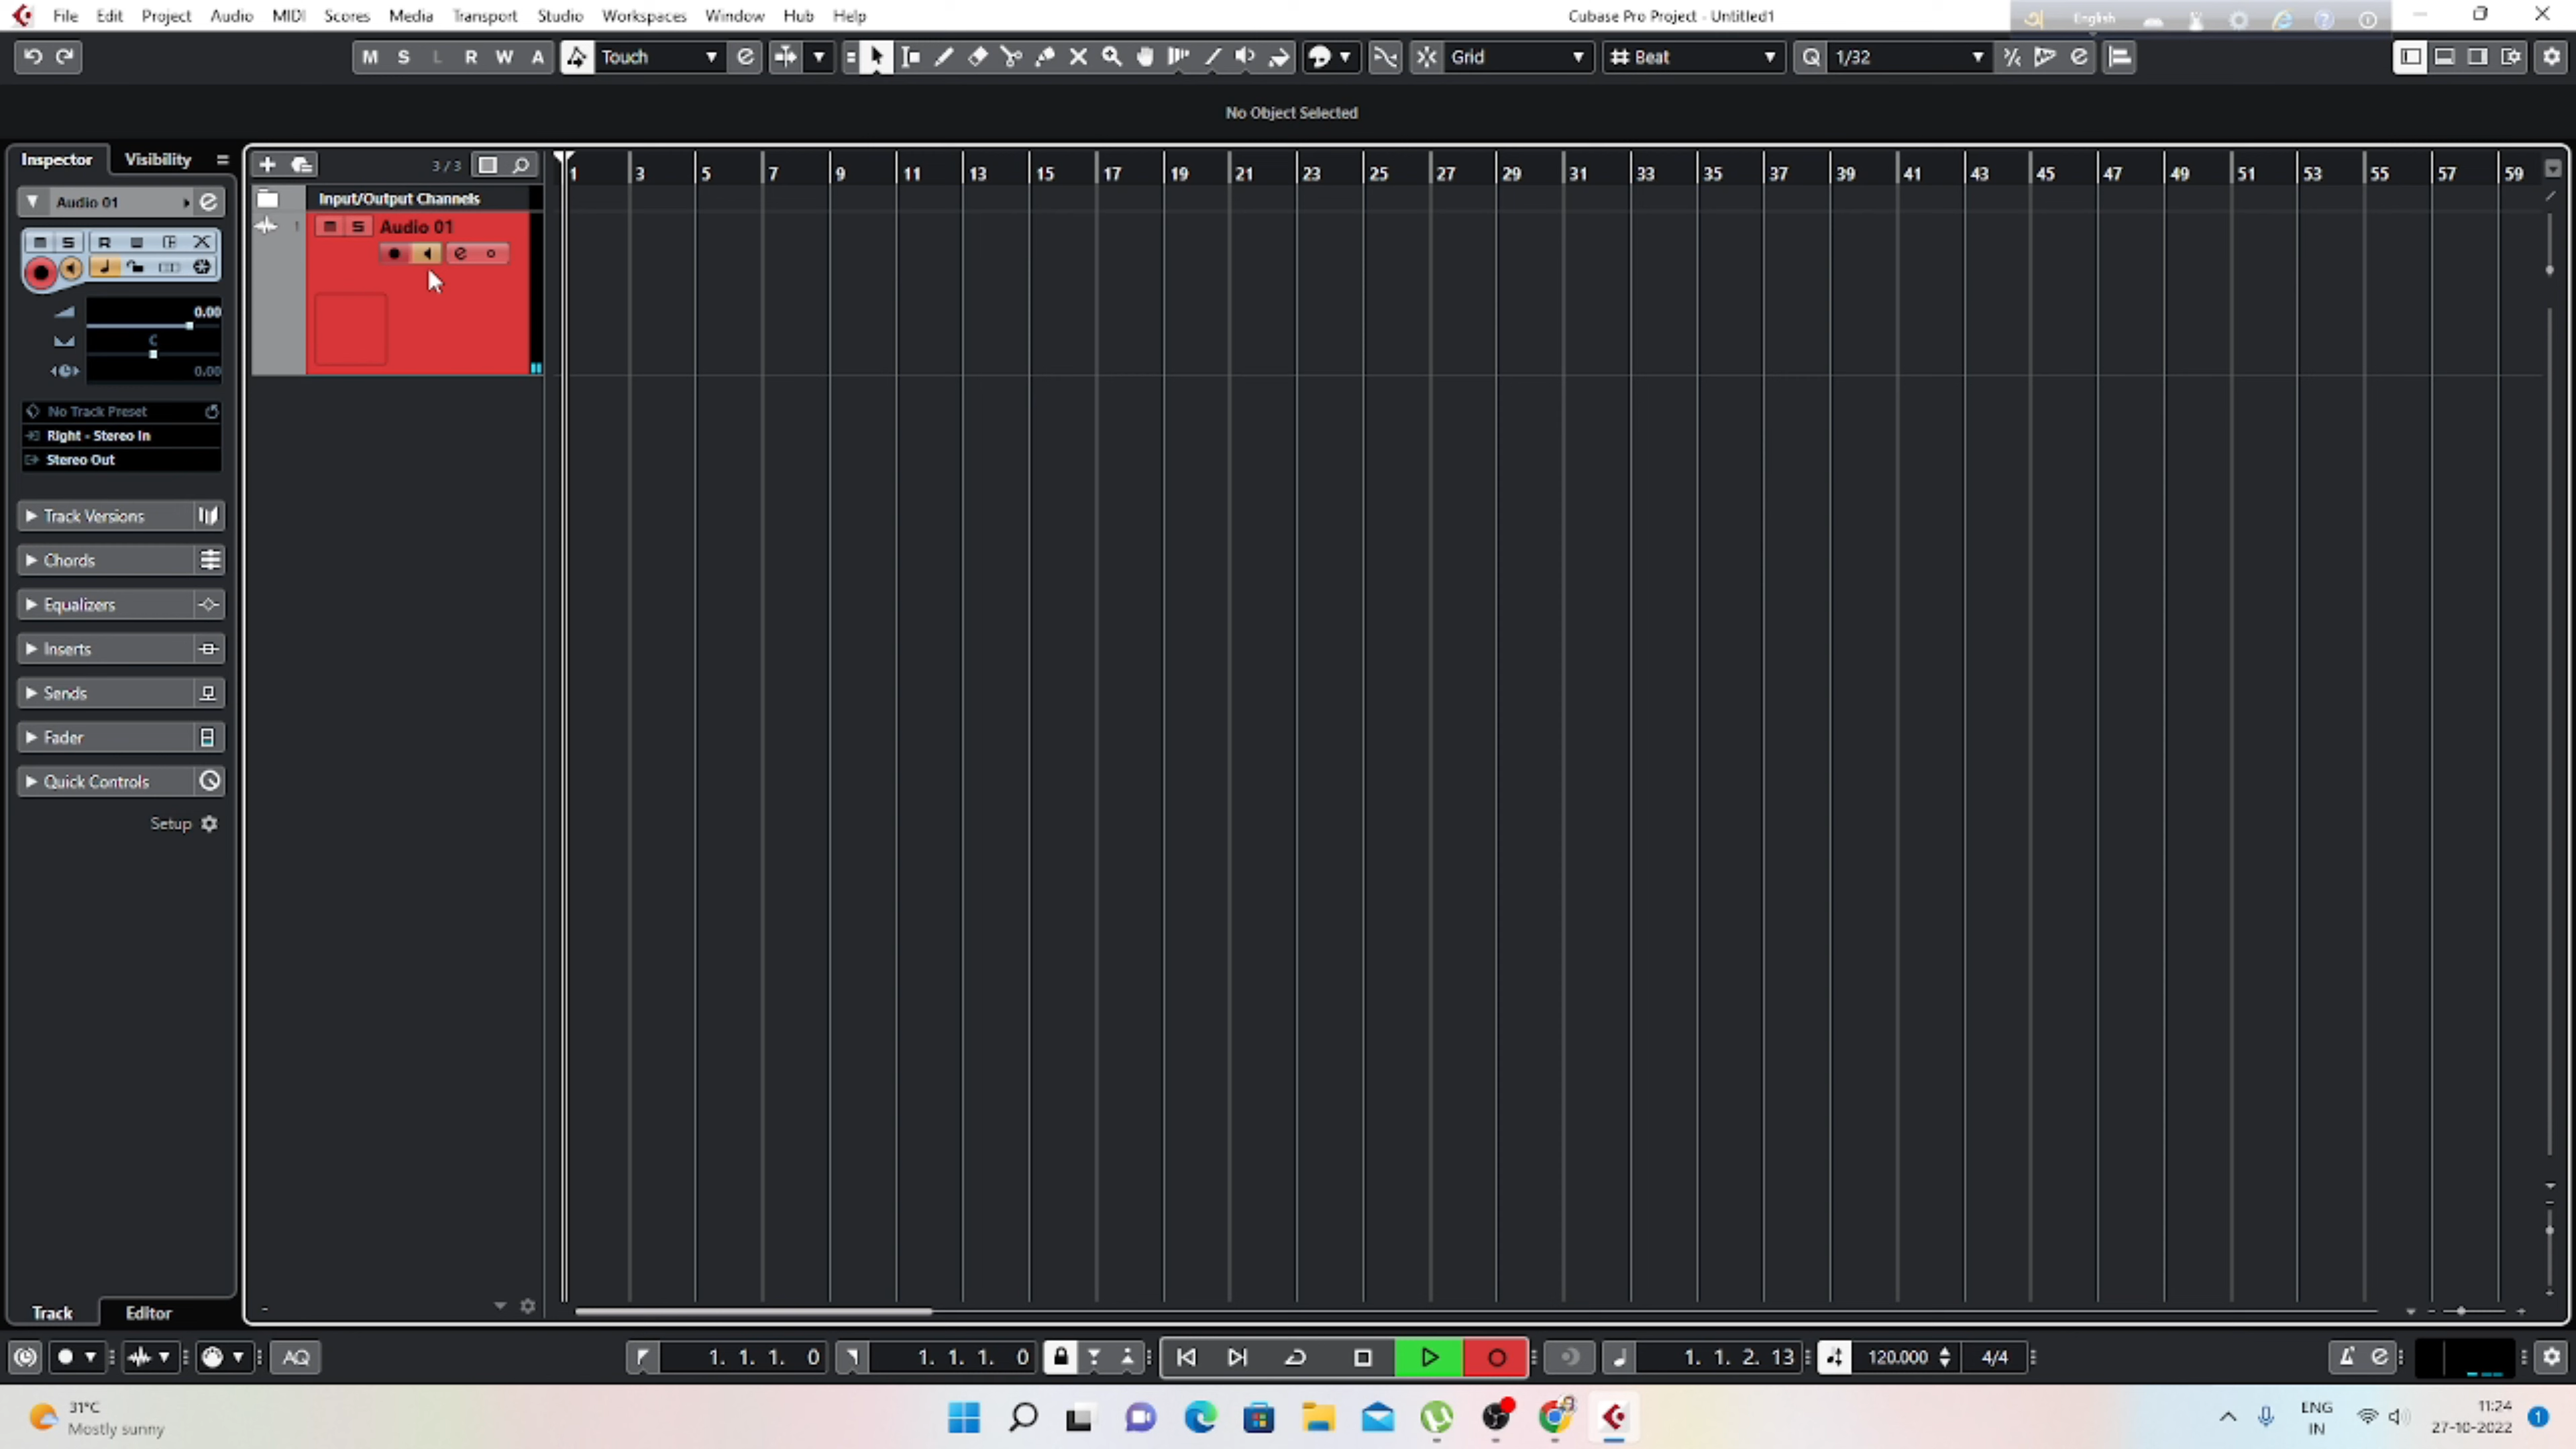 File Edit Project Audio MIDI Scores Media Transport Studio Workspaces Window Hub Help
Cubase Pro Project - Untitled1
English
M S L R W A Touch e Grid Beat Q 1/32 e
No Object Selected
Inspector Visibility
3 / 3
1 3 5 7 9 11 13 15 17 19 21 23 25 27 29 31 33 35 37 39 41 43 45 47 49 51 53 55 57 59
Audio 01 e
Input/Output Channels
1 S Audio 01
e
S R
0.00
C
0.00
No Track Preset
Right - Stereo In
Stereo Out
Track Versions
Chords
Equalizers
Inserts
Sends
Fader
Quick Controls
Setup
Track Editor
AQ
1. 1. 1. 0
1. 1. 1. 0
1. 1. 2. 13
120.000
4/4
e
31°C
Mostly sunny
ENG
IN
11:24
27-10-2022
1